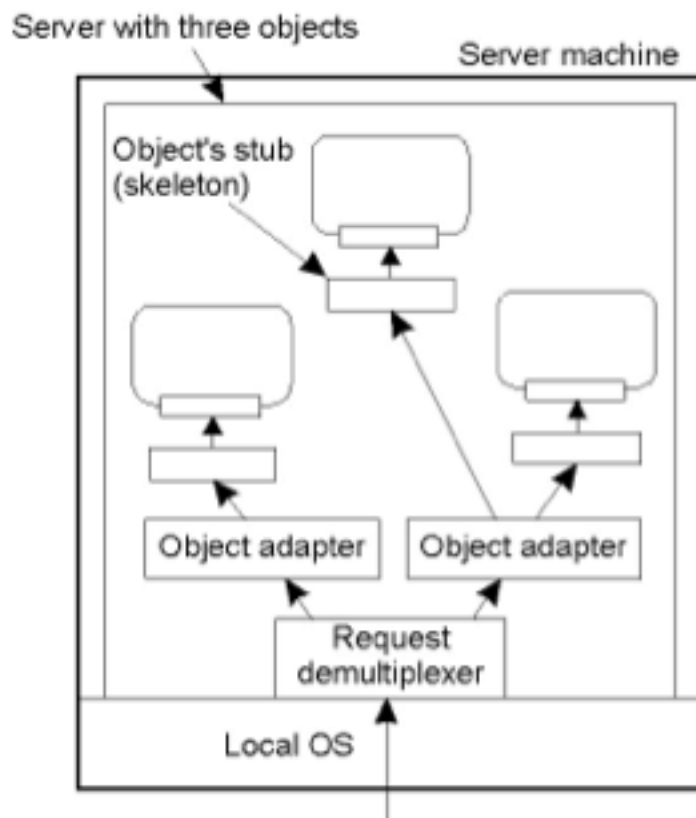 Server with three objects
Server machine
Object's stub
(skeleton)
Object adapter
Object adapter
Request
demultiplexer
Local OS